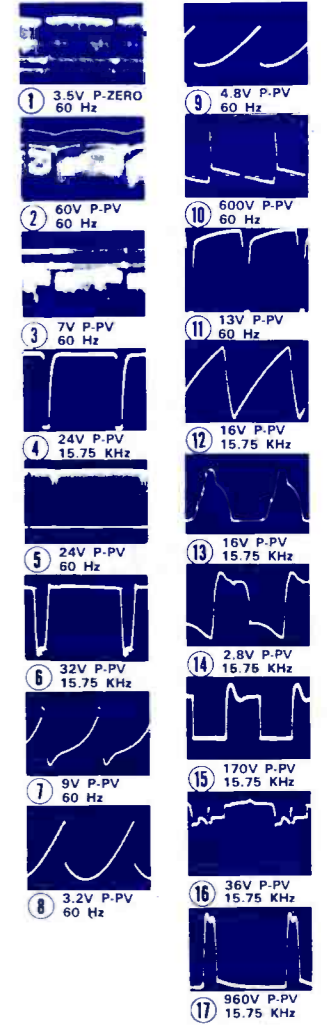 1 3.5V P-ZERO
60 Hz
2 60V P-PV
60 Hz
3 7V P-PV
60 Hz
4 24V P-PV
15.75 KHz
5 24V P-PV
60 Hz
6 32V P-PV
15.75 KHz
7 9V P-PV
60 Hz
8 3.2V P-PV
60 Hz
9 4.8V P-PV
60 Hz
10 600V P-PV
60 Hz
11 13V P-PV
60 Hz
12 16V P-PV
15.75 KHz
13 16V P-PV
15.75 KHz
14 2.8V P-PV
15.75 KHz
15 170V P-PV
15.75 KHz
16 36V P-PV
15.75 KHz
17 960V P-PV
15.75 KHz